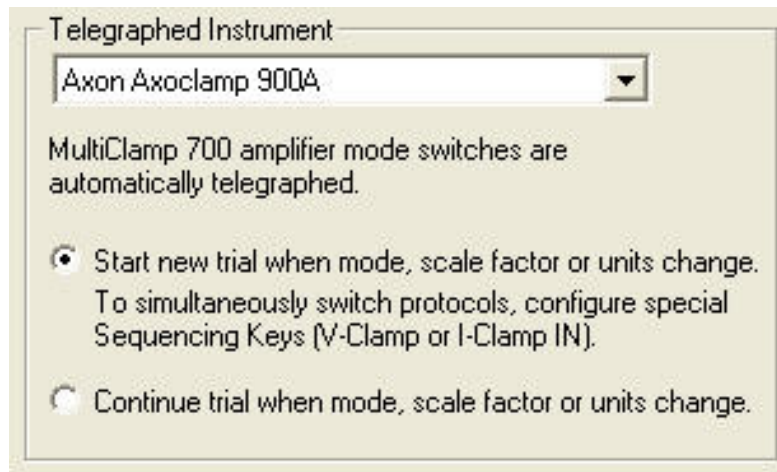 Telegraphed Instrument
Axon Axoclamp 900A
MultiClamp 700 amplifier mode switches are
automatically telegraphed.
Start new trial when mode, scale factor or units change.
To simultaneously switch protocols, configure special
Sequencing Keys (V-Clamp or I-Clamp IN).
Continue trial when mode, scale factor or units change.